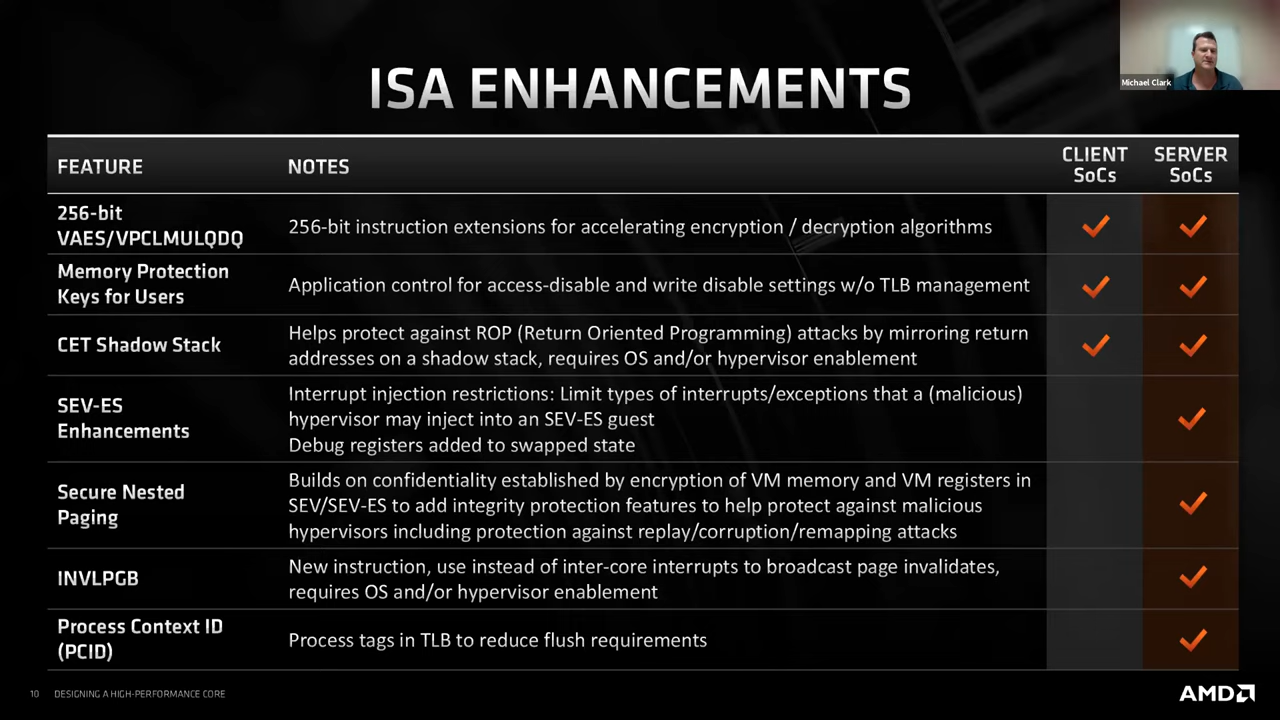 Michael Clark
ISA ENHANCEMENTS
FEATURE
NOTES
CLIENT
SoCs
SERVER
SoCs
256-bit
VAES/VPCLMULQDQ
256-bit instruction extensions for accelerating encryption / decryption algorithms
Memory Protection
Keys for Users
Application control for access-disable and write disable settings w/o TLB management
CET Shadow Stack
Helps protect against ROP (Return Oriented Programming) attacks by mirroring return
addresses on a shadow stack, requires OS and/or hypervisor enablement
SEV-ES
Enhancements
Interrupt injection restrictions: Limit types of interrupts/exceptions that a (malicious)
hypervisor may inject into an SEV-ES guest
Debug registers added to swapped state
Secure Nested
Paging
Builds on confidentiality established by encryption of VM memory and VM registers in
SEV/SEV-ES to add integrity protection features to help protect against malicious
hypervisors including protection against replay/corruption/remapping attacks
INVLPGB
New instruction, use instead of inter-core interrupts to broadcast page invalidates,
requires OS and/or hypervisor enablement
Process Context ID
(PCID)
Process tags in TLB to reduce flush requirements
10 DESIGNING A HIGH-PERFORMANCE CORE
AMD